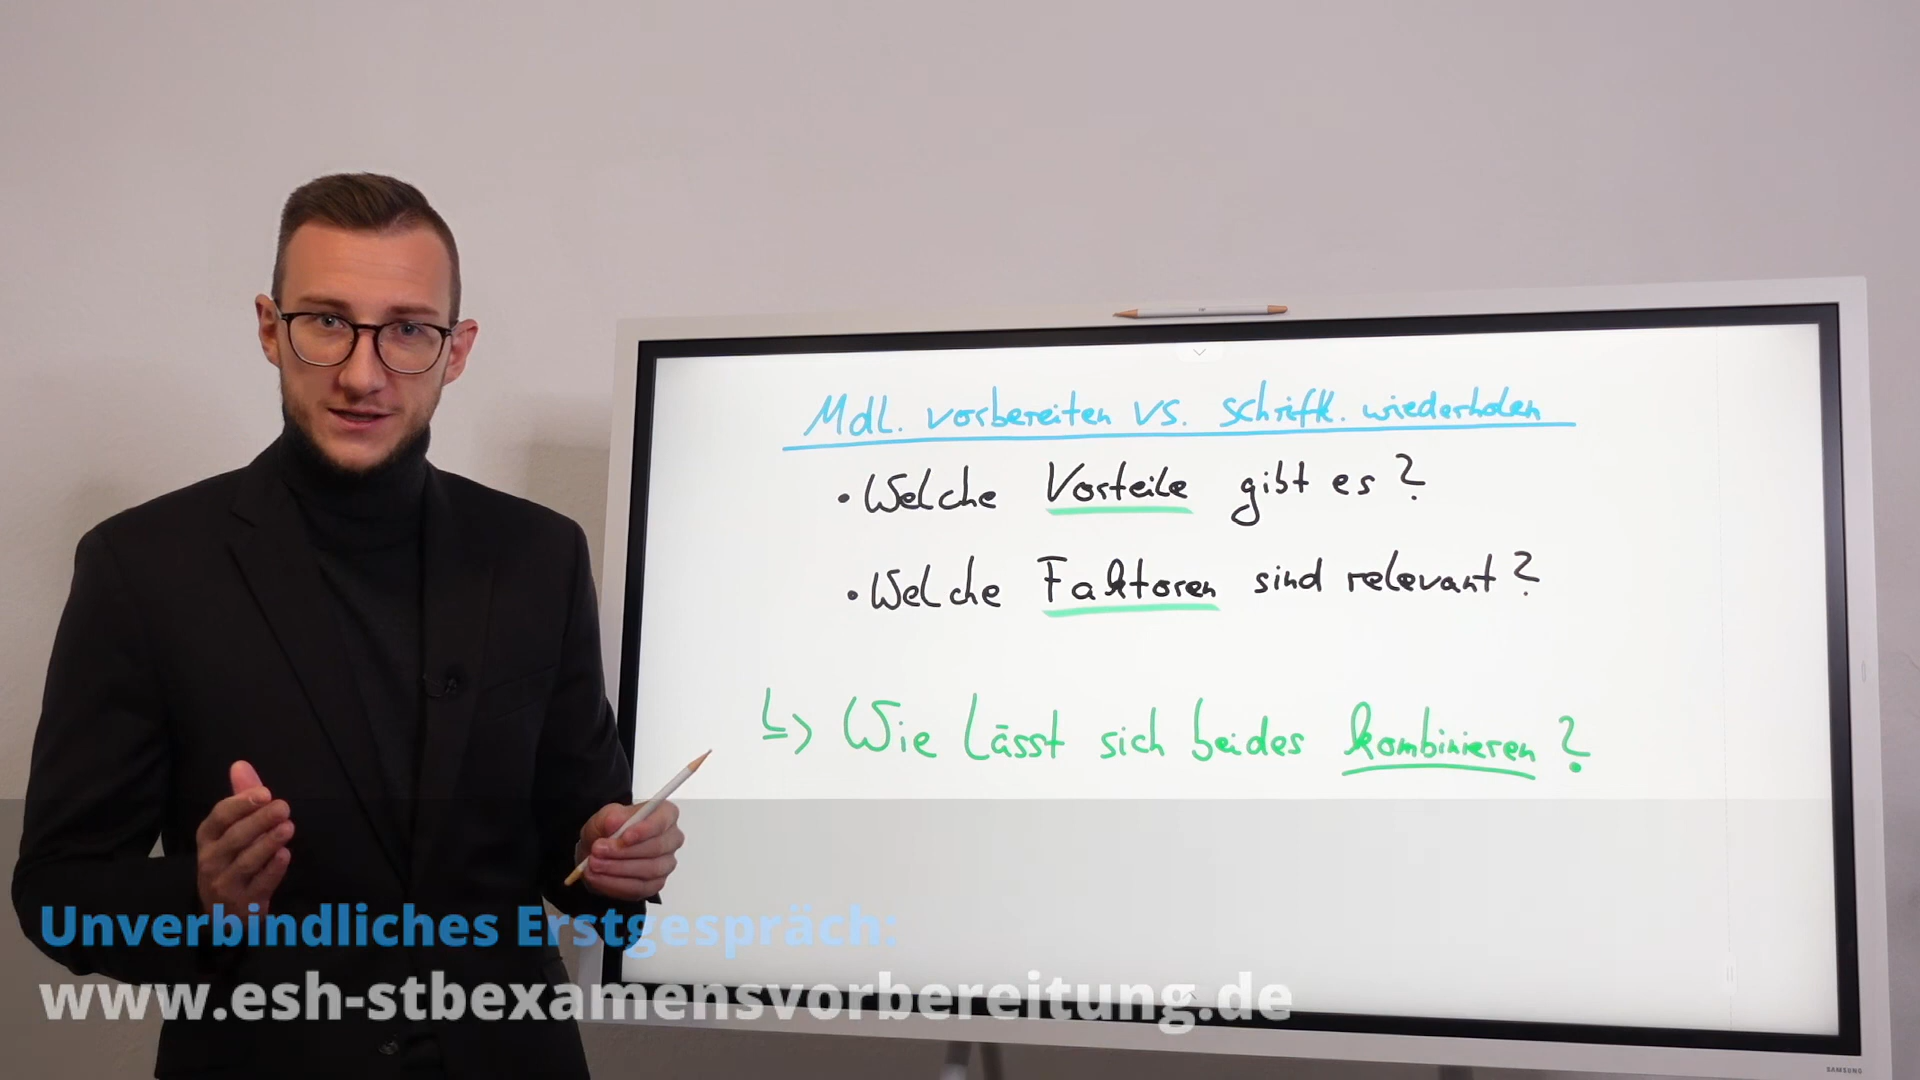 Mdl. vorbereiten vs. schriftl. wiederholen
• Welche Vorteile gibt es?
• Welche Faktoren sind relevant?
↳ Wie lässt sich beides kombinieren?
Unverbindliches Erstgespräch:
www.esh-stbexamensvorbereitung.de
SAMSUNG